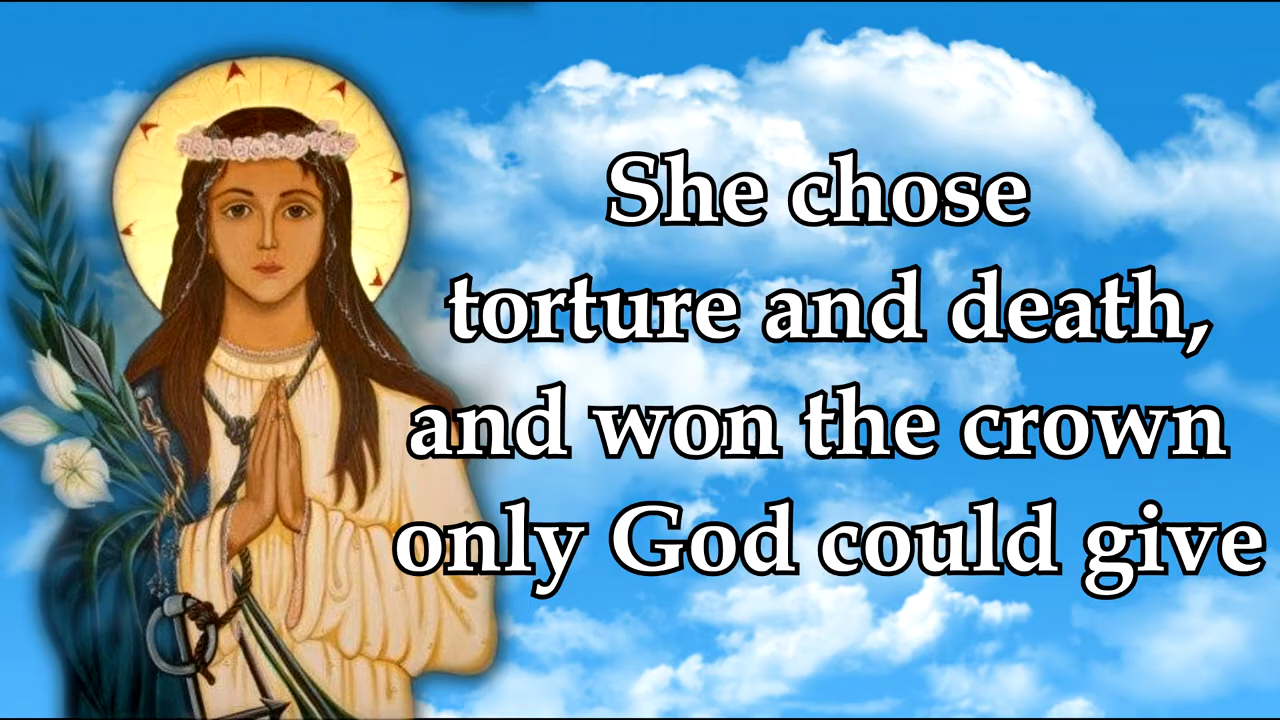 She chose
torture and death,
and won the crown
only God could give